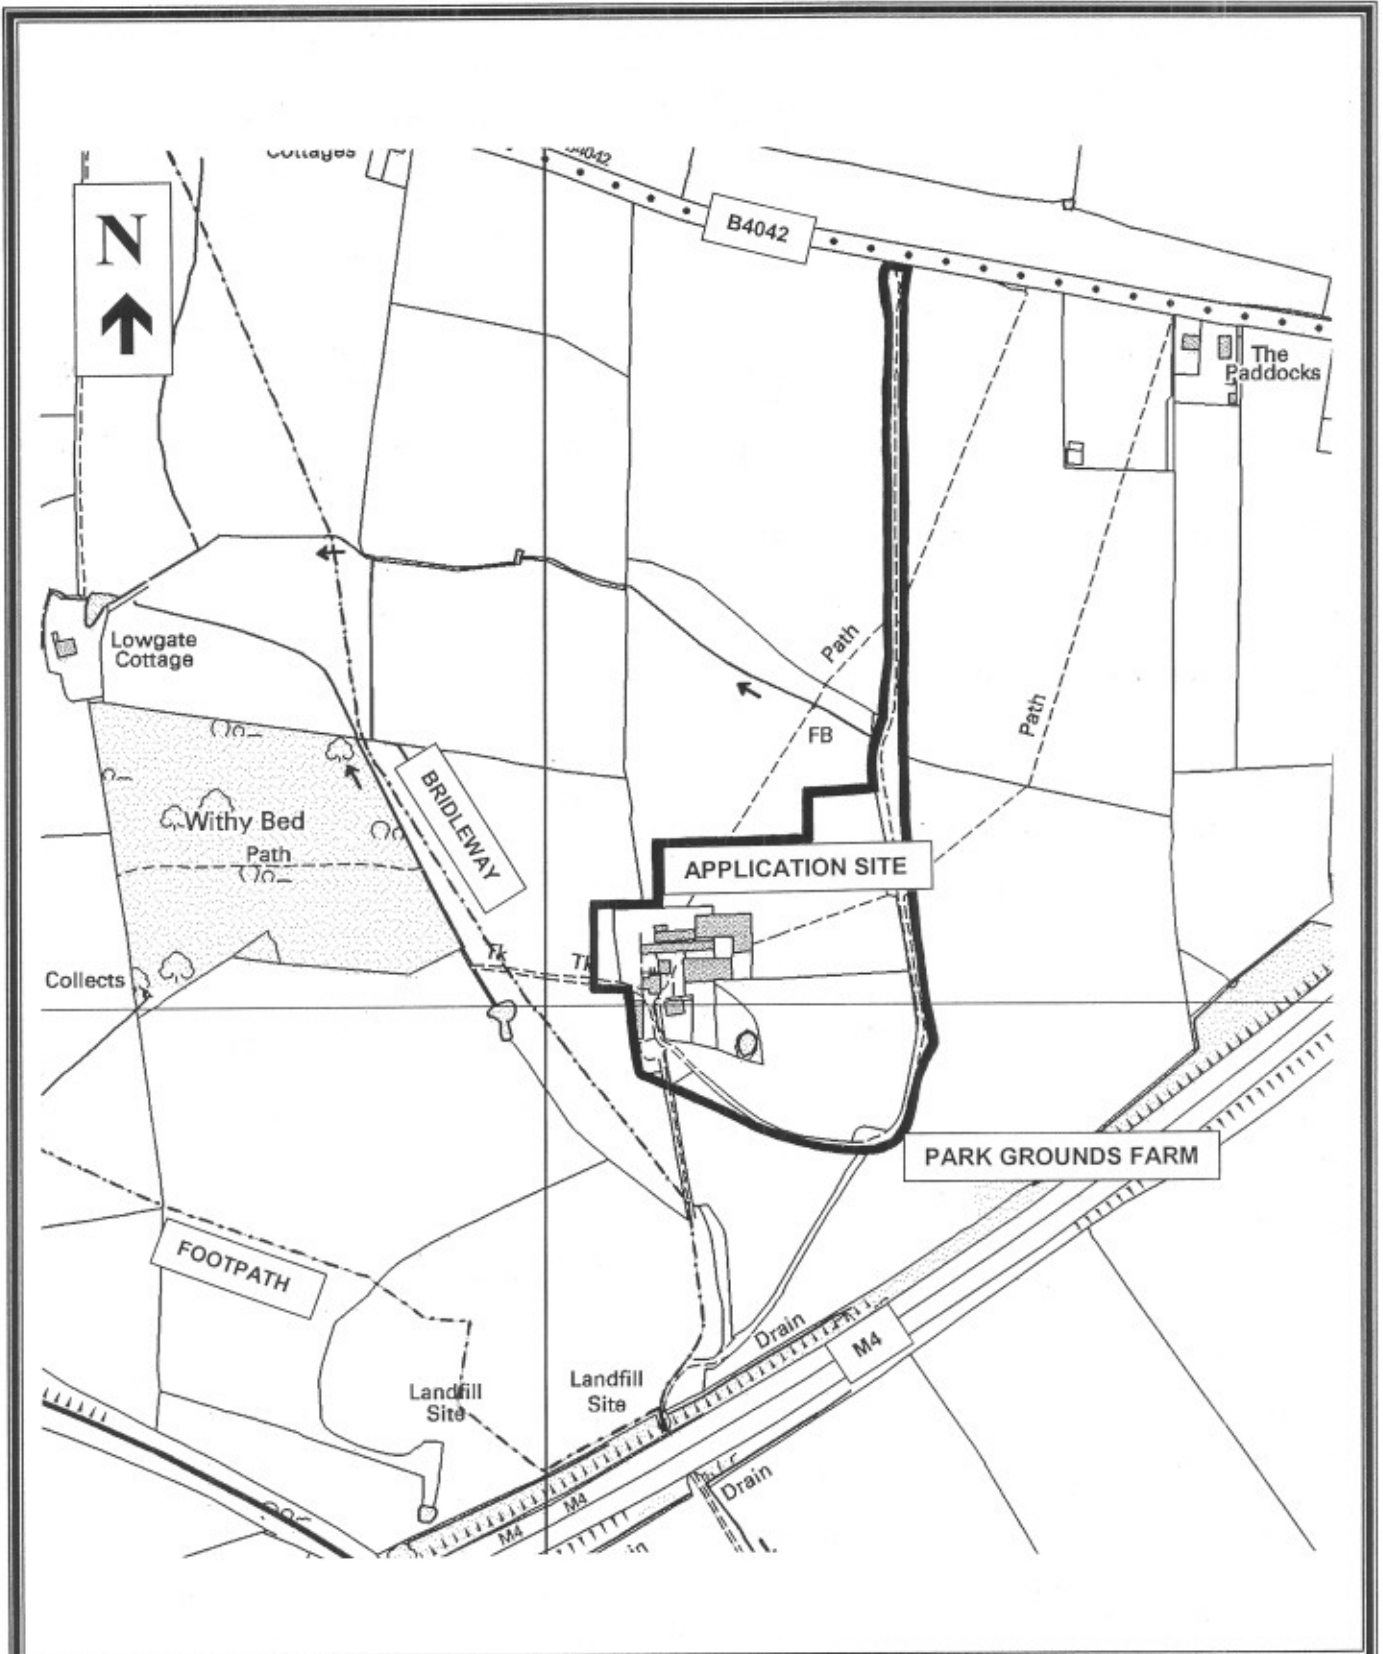 Cottages
B4042
B4042
N
The
Paddocks
Lowgate
Cottage
Path
Path
FB
BRIDLEWAY
Withy Bed
Path
APPLICATION SITE
Tk
Collects
PARK GROUNDS FARM
FOOTPATH
Drain
M4
Landfill
Site
Landfill
Site
Drain
M4
M4